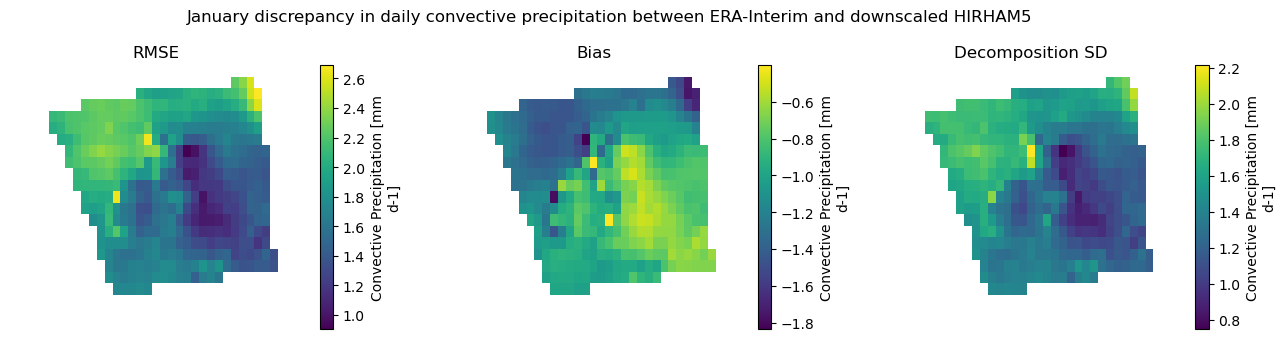 January discrepancy in daily convective precipitation between ERA-Interim and downscaled HIRHAM5
RMSE
2.6
2.4
2.2
2.0
1.8
1.6
1.4
1.2
1.0
Convective Precipitation [mm
d-1]
Bias
−0.6
−0.8
−1.0
−1.2
−1.4
−1.6
−1.8
Convective Precipitation [mm
d-1]
Decomposition SD
2.2
2.0
1.8
1.6
1.4
1.2
1.0
0.8
Convective Precipitation [mm
d-1]